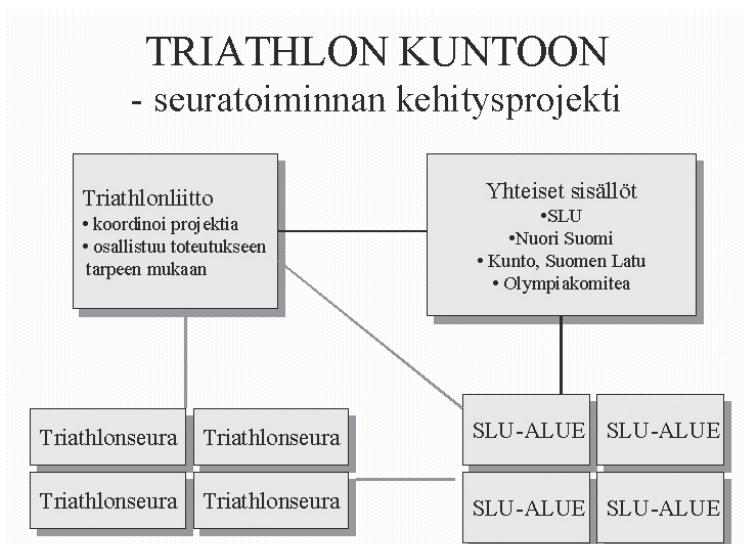 TRIATHLON KUNTOON
- seuratoiminnan kehitysprojekti
Triathlonliitto
• koordinoi projektia
• osallistuu toteutukseen
tarpeen mukaan
Yhteiset sisällöt
•SLU
•Nuori Suomi
• Kunto, Suomen Latu
• Olympiakomitea
Triathlonseura
Triathlonseura
SLU-ALUE
SLU-ALUE
Triathlonseura
Triathlonseura
SLU-ALUE
SLU-ALUE